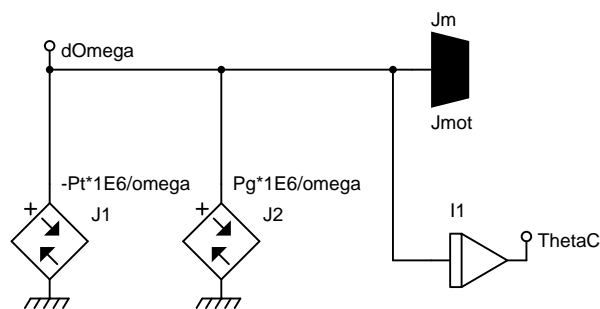 Jm
dOmega
Jmot
-Pt*1E6/omega
Pg*1E6/omega
+
J1
+
J2
I1
ThetaC